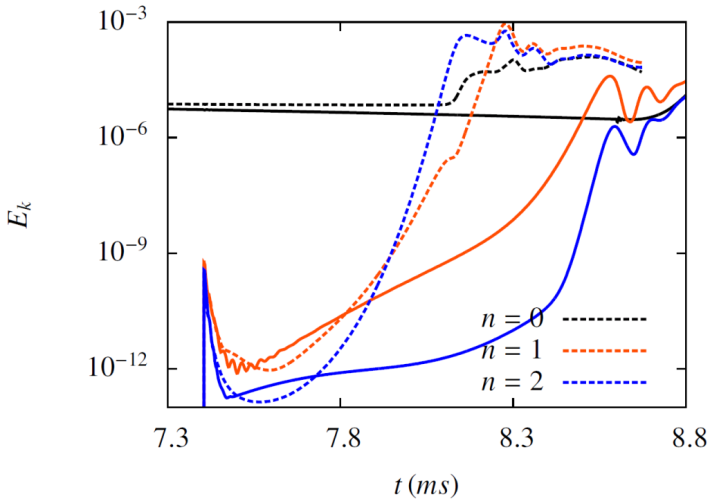 10⁻³
10⁻⁶
E_k
10⁻⁹
10⁻¹²
n = 0
n = 1
n = 2
7.3 7.8 8.3 8.8
t (ms)